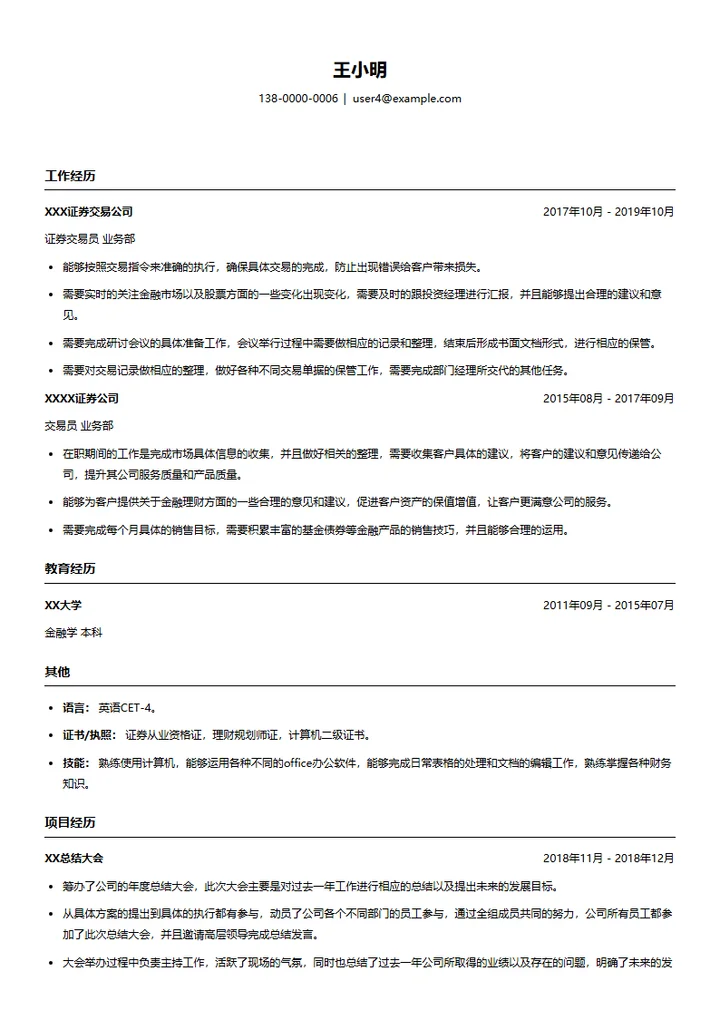 王小明
138-0000-0006 | user4@example.com
工作经历
XXX证券交易公司 2017年10月 - 2019年10月
证券交易员 业务部
• 能够按照交易指令来准确的执行，确保具体交易的完成，防止出现错误给客户带来损失。
• 需要实时的关注金融市场以及股票方面的一些变化出现变化，需要及时的跟投资经理进行汇报，并且能够提出合理的建议和意
见。
• 需要完成研讨会议的具体准备工作，会议举行过程中需要做相应的记录和整理，结束后形成书面文档形式，进行相应的保管。
• 需要对交易记录做相应的整理，做好各种不同交易单据的保管工作，需要完成部门经理所交代的其他任务。
XXXX证券公司 2015年08月 - 2017年09月
交易员 业务部
• 在职期间的工作是完成市场具体信息的收集，并且做好相关的整理，需要收集客户具体的建议，将客户的建议和意见传递给公
司，提升其公司服务质量和产品质量。
• 能够为客户提供关于金融理财方面的一些合理的意见和建议，促进客户资产的保值增值，让客户更满意公司的服务。
• 需要完成每个月具体的销售目标，需要积累丰富的基金债券等金融产品的销售技巧，并且能够合理的运用。
教育经历
XX大学 2011年09月 - 2015年07月
金融学 本科
其他
• 语言： 英语CET-4。
• 证书/执照： 证券从业资格证，理财规划师证，计算机二级证书。
• 技能： 熟练使用计算机，能够运用各种不同的office办公软件，能够完成日常表格的处理和文档的编辑工作，熟练掌握各种财务
知识。
项目经历
XX总结大会 2018年11月 - 2018年12月
• 筹办了公司的年度总结大会，此次大会主要是对过去一年工作进行相应的总结以及提出未来的发展目标。
• 从具体方案的提出到具体的执行都有参与，动员了公司各个不同部门的员工参与，通过全组成员共同的努力，公司所有员工都参
加了此次总结大会，并且邀请高层领导完成总结发言。
• 大会举办过程中负责主持工作，活跃了现场的气氛，同时也总结了过去一年公司所取得的业绩以及存在的问题，明确了未来的发